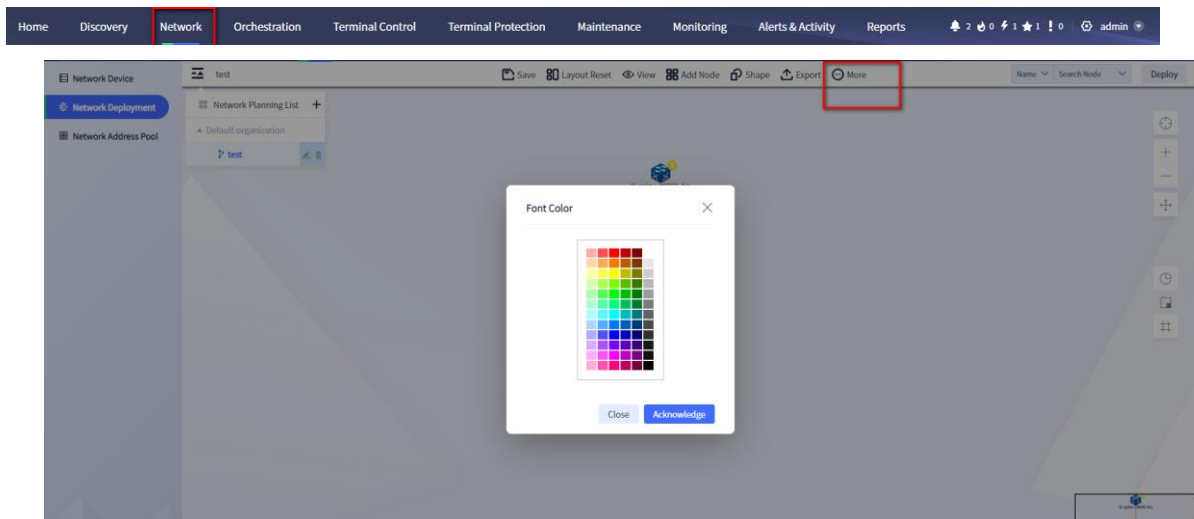 Home Discovery Network Orchestration Terminal Control Terminal Protection Maintenance Monitoring Alerts & Activity Reports 2 0 1 1 0 admin
Network Device
test
Save Layout Reset View Add Node Shape Export More
Name Search Node Deploy
Network Deployment
Network Planning List +
Network Address Pool
Default organization
test
Font Color
Close Acknowledge